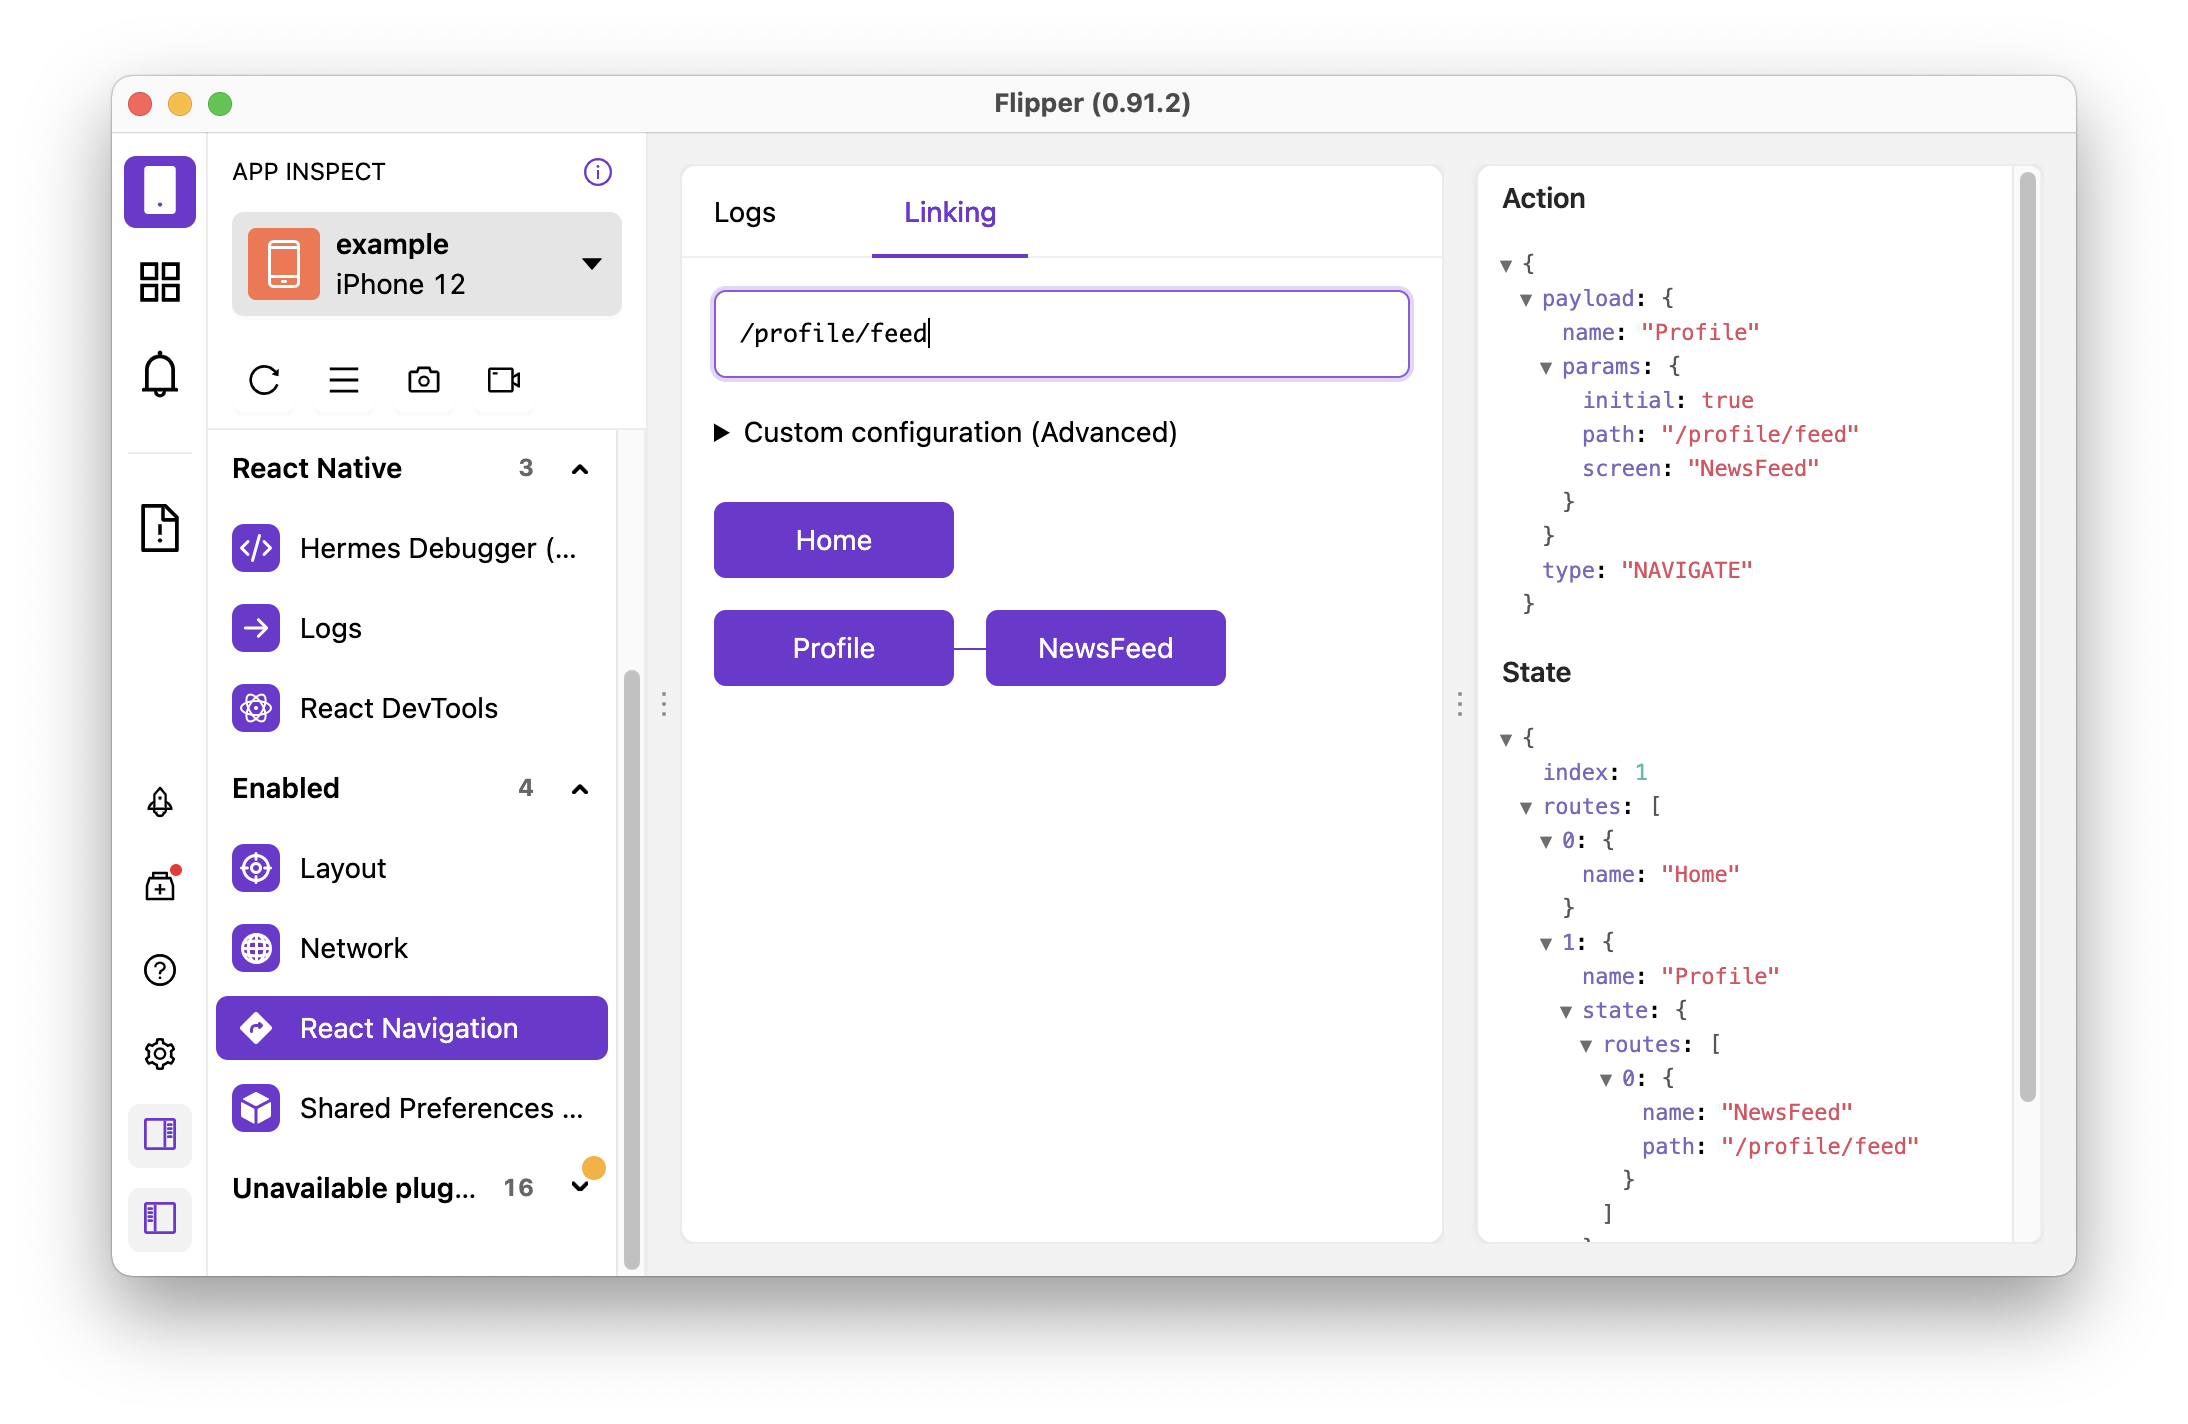 Flipper (0.91.2)
APP INSPECT
example
iPhone 12
React Native 3
Hermes Debugger (...
Logs
React DevTools
Enabled 4
Layout
Network
React Navigation
Shared Preferences ...
Unavailable plug... 16
Logs Linking
/profile/feed
Custom configuration (Advanced)
Home
Profile NewsFeed
Action
▼ {
▼ payload: {
name: "Profile"
▼ params: {
initial: true
path: "/profile/feed"
screen: "NewsFeed"
}
}
type: "NAVIGATE"
}
State
▼ {
index: 1
▼ routes: [
▼ 0: {
name: "Home"
}
▼ 1: {
name: "Profile"
▼ state: {
▼ routes: [
▼ 0: {
name: "NewsFeed"
path: "/profile/feed"
}
]